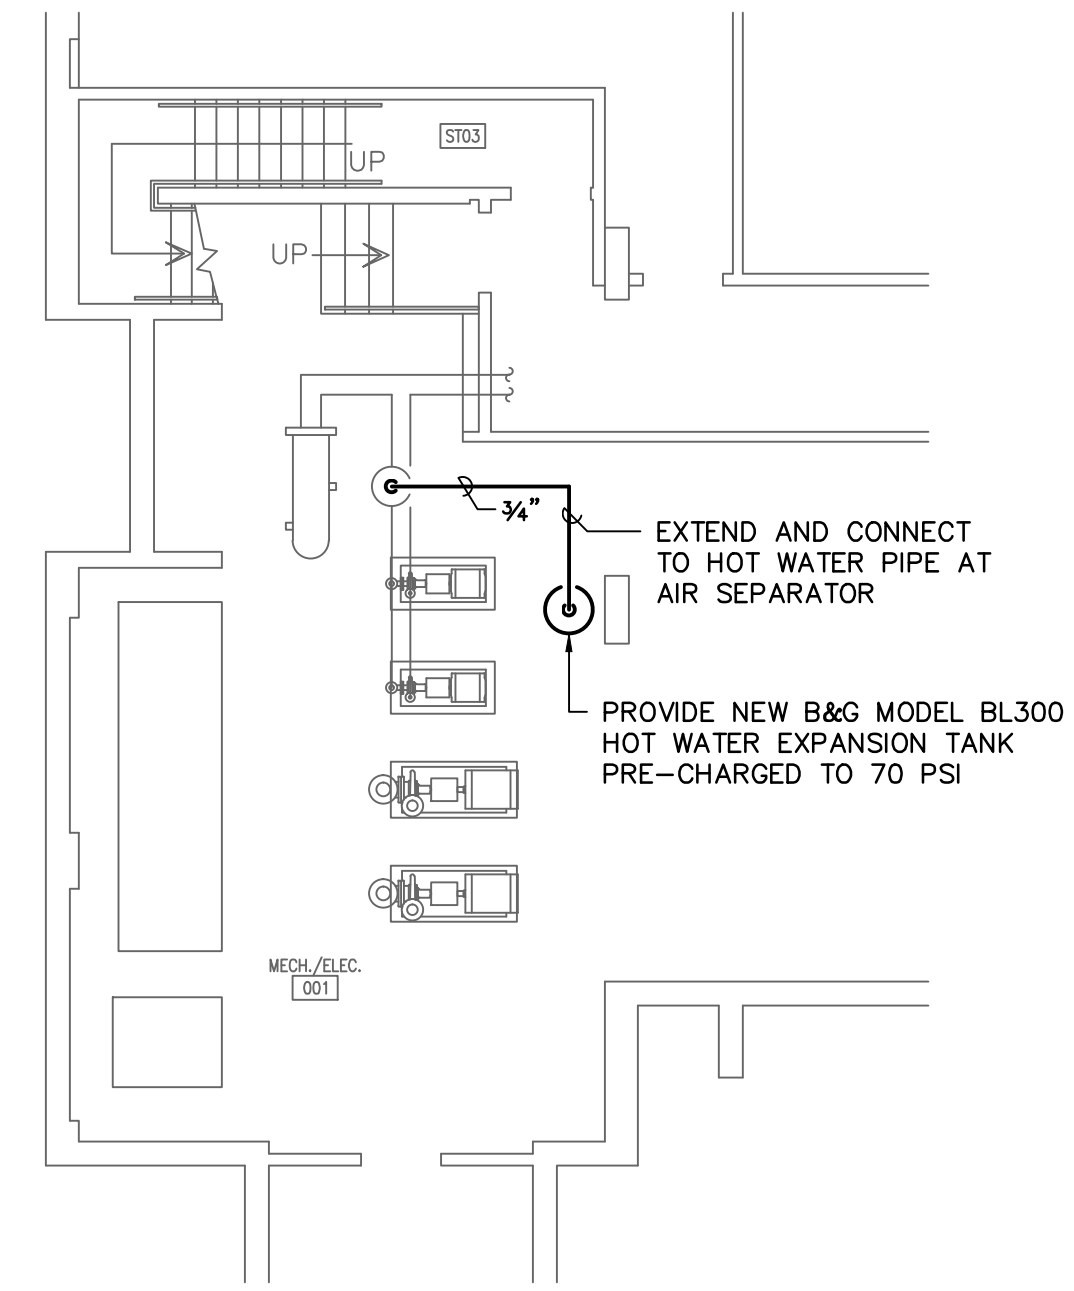 ST03
UP
UP
3/4"
EXTEND AND CONNECT
TO HOT WATER PIPE AT
AIR SEPARATOR
PROVIDE NEW B&G MODEL BL300
HOT WATER EXPANSION TANK
PRE-CHARGED TO 70 PSI
MECH./ELEC.
001